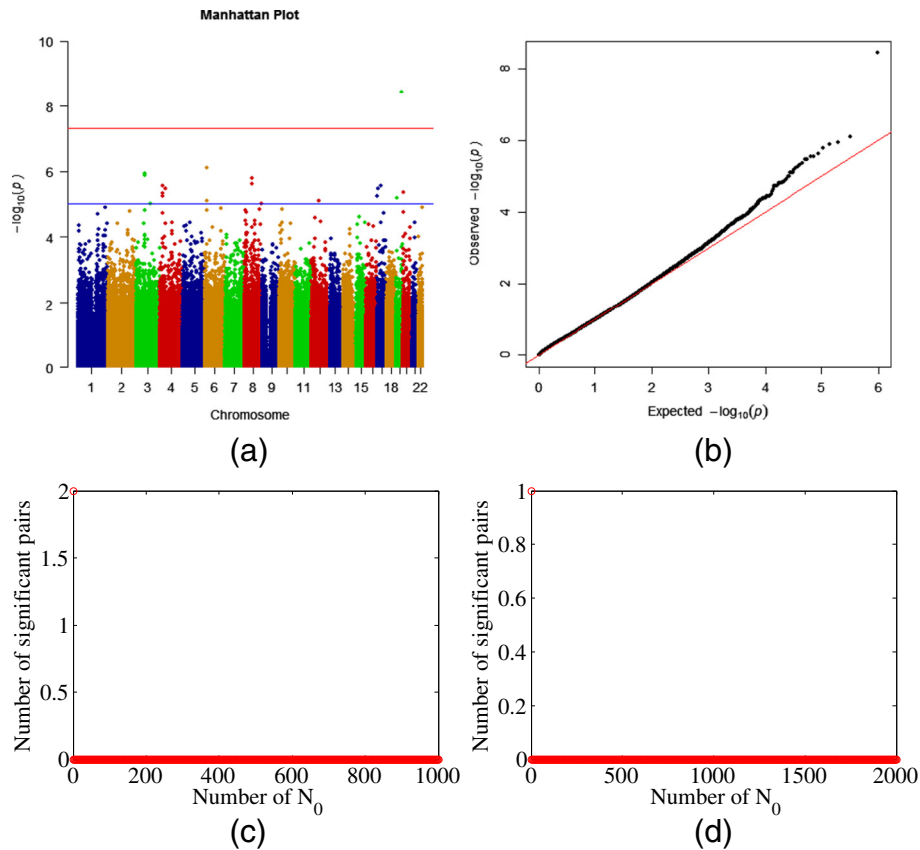 Manhattan Plot
10
8
6
4
2
0
−log10(p)
1 2 3 4 5 6 7 8 9 11 13 15 18 22
Chromosome
(a)
8
6
4
2
0
Observed −log10(p)
0 1 2 3 4 5 6
Expected −log10(p)
(b)
2
1.5
1
0.5
0
Number of significant pairs
0 200 400 600 800 1000
Number of N0
(c)
1
0.8
0.6
0.4
0.2
0
Number of significant pairs
0 500 1000 1500 2000
Number of N0
(d)